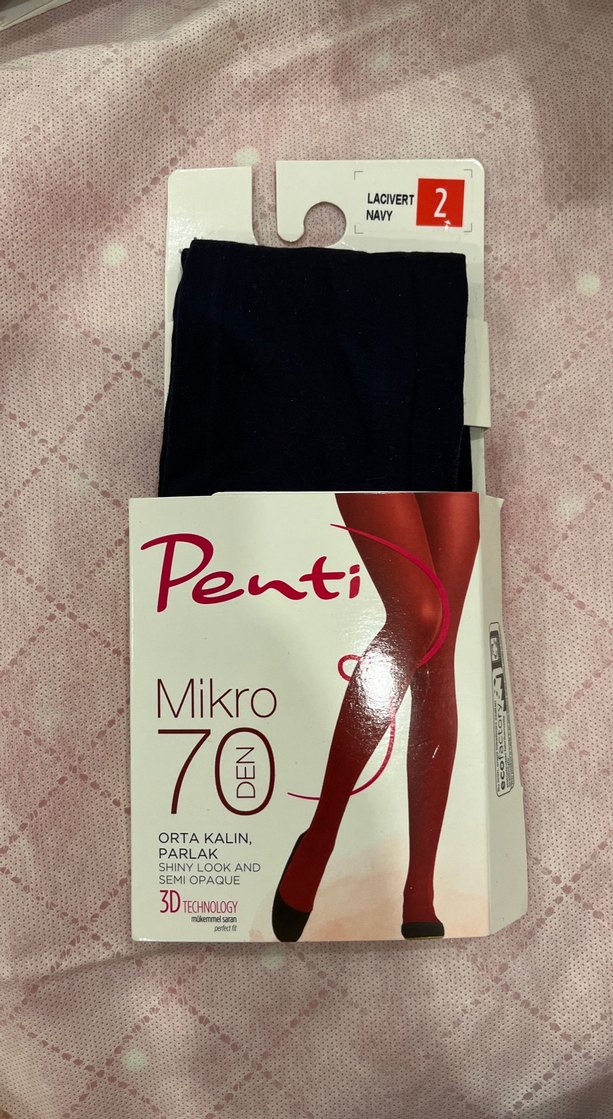 LACIVERT
NAVY
2
Penti
Mikro
70
DEN
ORTA KALIN,
PARLAK
SHINY LOOK AND
SEMI OPAQUE
3D TECHNOLOGY
mükemmel saran
perfect fit
ecofactory